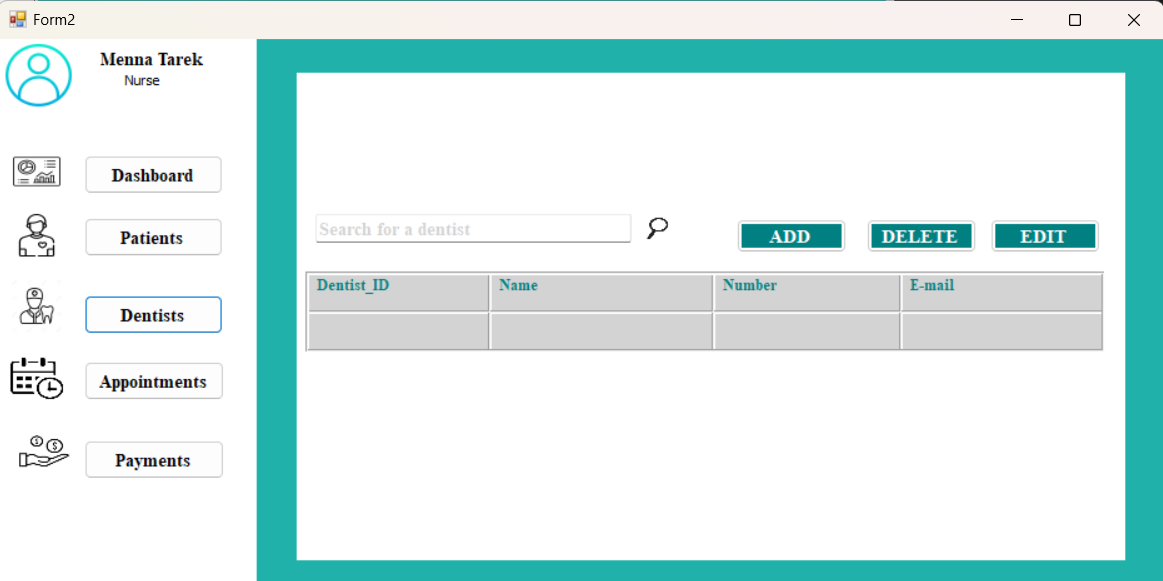 Form2
Menna Tarek
Nurse
Dashboard
Patients
Dentists
Appointments
Payments
Search for a dentist
ADD DELETE EDIT
Dentist_ID Name Number E-mail